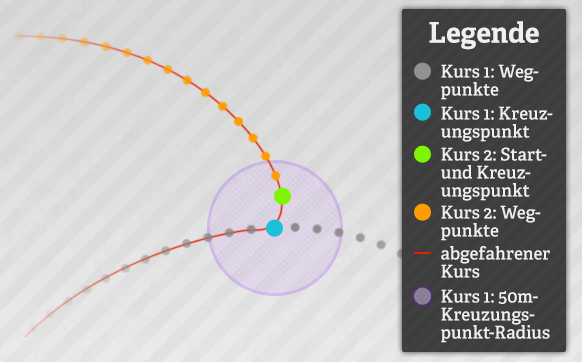 Legende
Kurs 1: Weg-
punkte
Kurs 1: Kreuz-
ungspunkt
Kurs 2: Start-
und Kreuz-
ungspunkt
Kurs 2: Weg-
punkte
abgefahrener
Kurs
Kurs 1: 50m-
Kreuzungs-
punkt-Radius